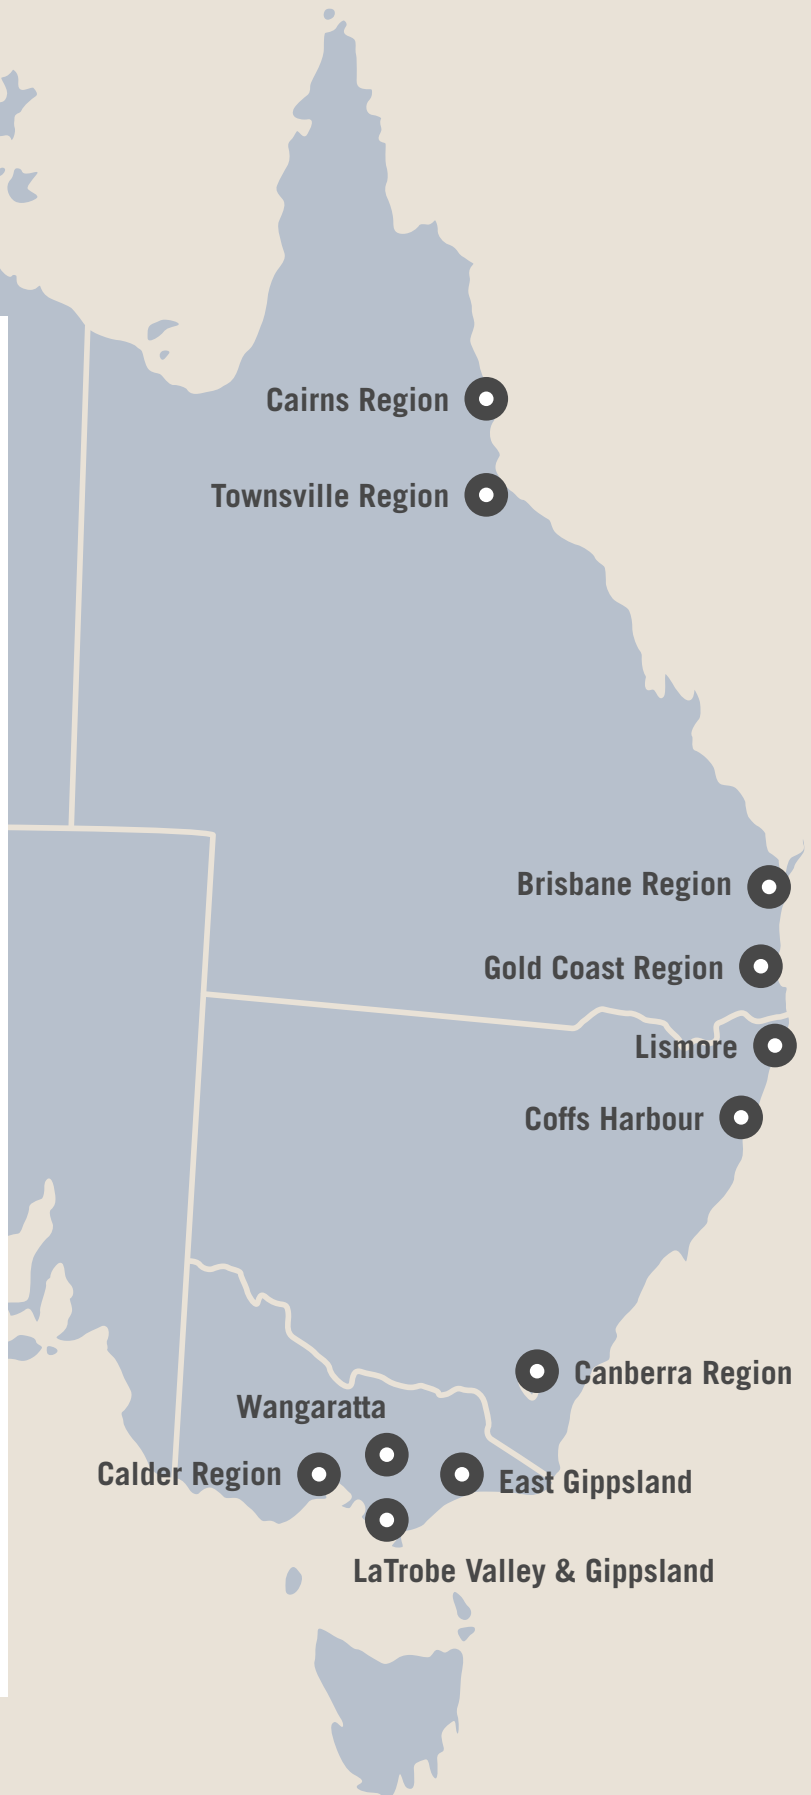 Cairns Region
Townsville Region
Brisbane Region
Gold Coast Region
Lismore
Coffs Harbour
Canberra Region
Wangaratta
Calder Region
East Gippsland
LaTrobe Valley & Gippsland